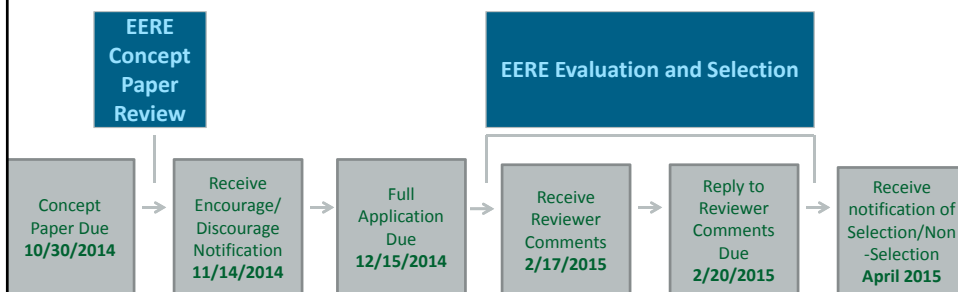 EERE
Concept
Paper
Review
EERE Evaluation and Selection
Concept
Paper Due
10/30/2014
Receive
Encourage/
Discourage
Notification
11/14/2014
Full
Application
Due
12/15/2014
Receive
Reviewer
Comments
2/17/2015
Reply to
Reviewer
Comments
Due
2/20/2015
Receive
notification of
Selection/Non
-Selection
April 2015